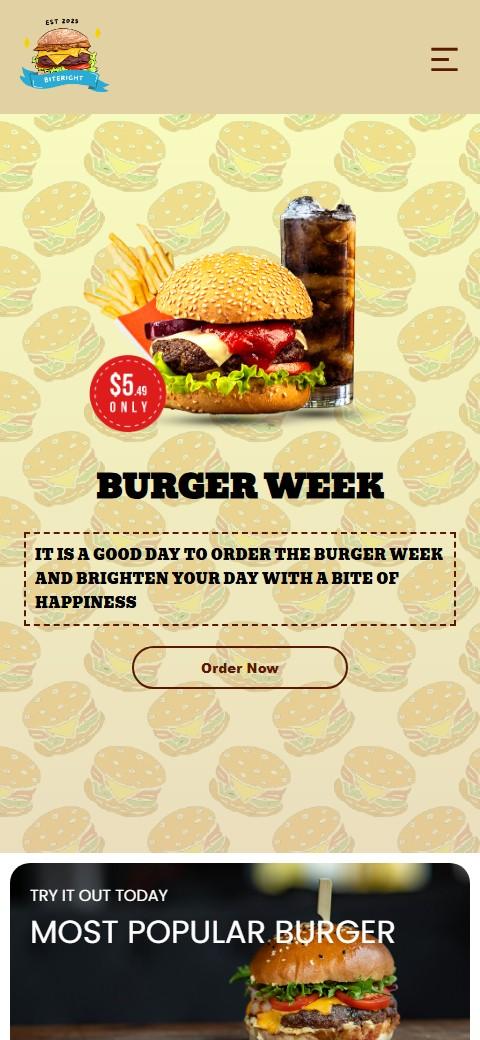 EST 2025
BITERIGHT
$5.49
ONLY
BURGER WEEK
IT IS A GOOD DAY TO ORDER THE BURGER WEEK
AND BRIGHTEN YOUR DAY WITH A BITE OF
HAPPINESS
Order Now
TRY IT OUT TODAY
MOST POPULAR BURGER